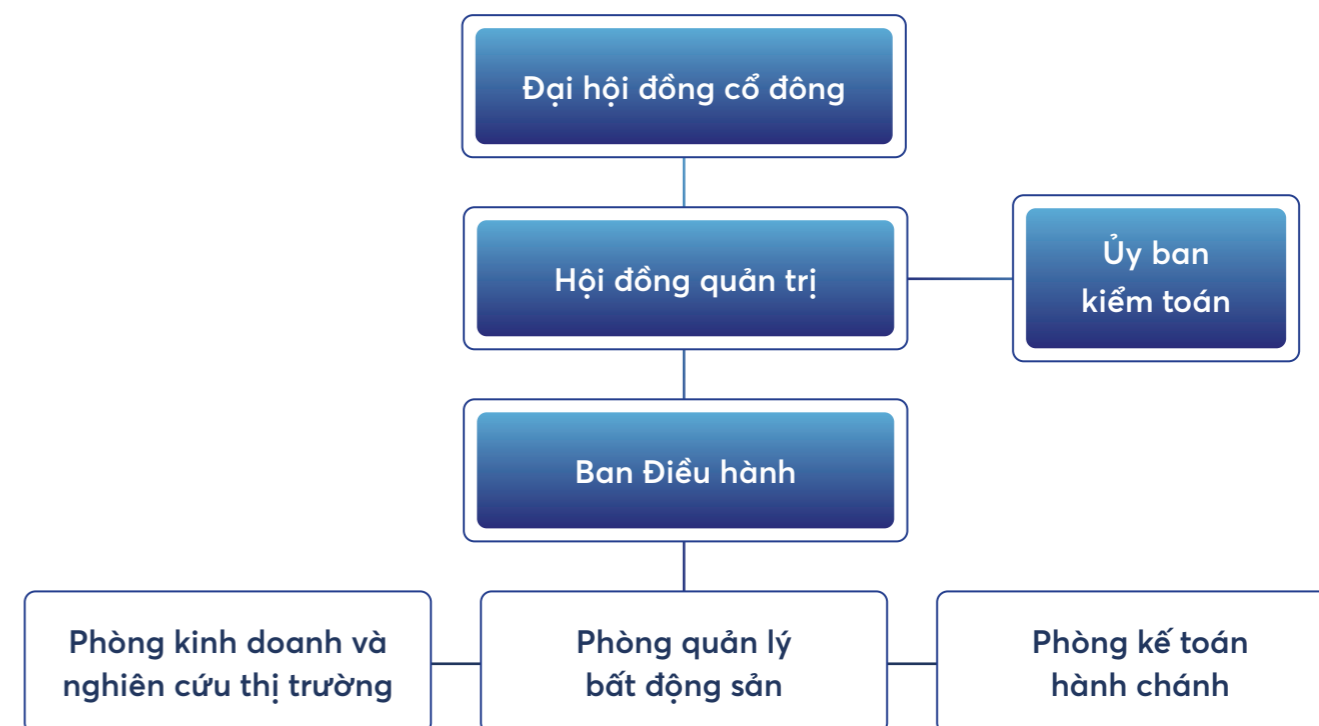 Đại hội đồng cổ đông
Hội đồng quản trị
Ủy ban
kiểm toán
Ban Điều hành
Phòng kinh doanh và
nghiên cứu thị trường
Phòng quản lý
bất động sản
Phòng kế toán
hành chánh